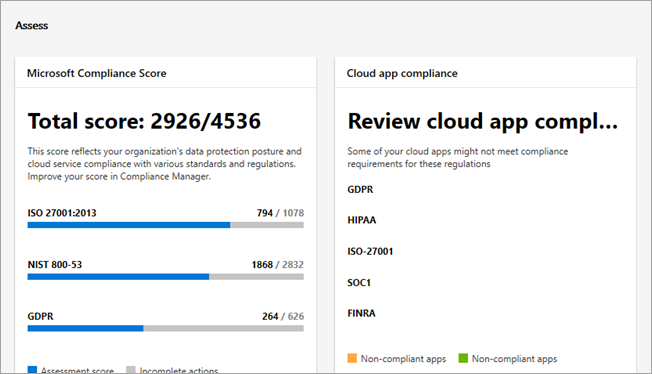 Assess
Microsoft Compliance Score
Total score: 2926/4536
This score reflects your organization's data protection posture and
cloud service compliance with various standards and regulations.
Improve your score in Compliance Manager.
ISO 27001:2013 794 / 1078
NIST 800-53 1868 / 2832
GDPR 264 / 626
Assessment score Incomplete actions
Cloud app compliance
Review cloud app compl...
Some of your cloud apps might not meet compliance
requirements for these regulations
GDPR
HIPAA
ISO-27001
SOC1
FINRA
Non-compliant apps Non-compliant apps